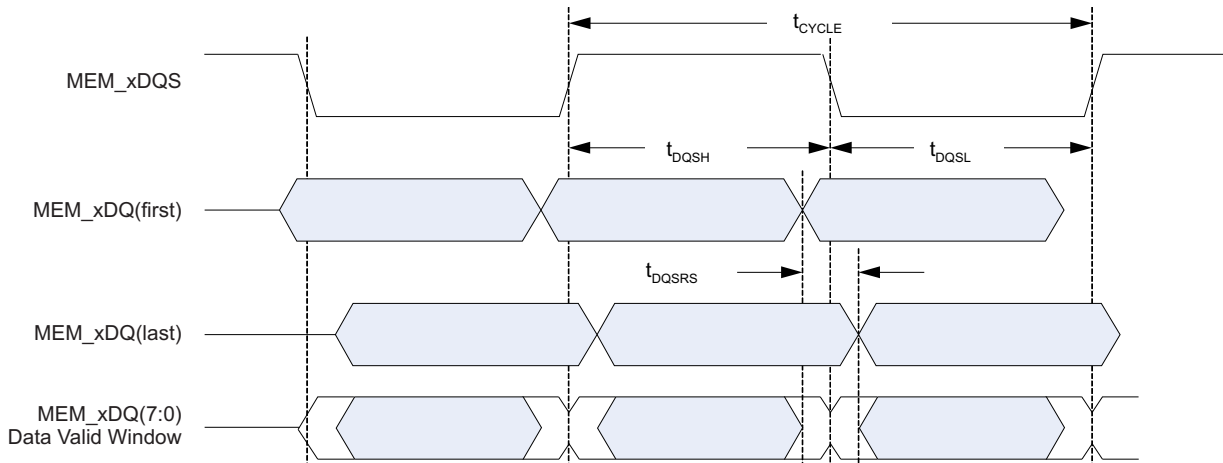 tCYCLE
MEM_xDQS
tDQSH
tDQSL
MEM_xDQ(first)
tDQSRS
MEM_xDQ(last)
MEM_xDQ(7:0)
Data Valid Window